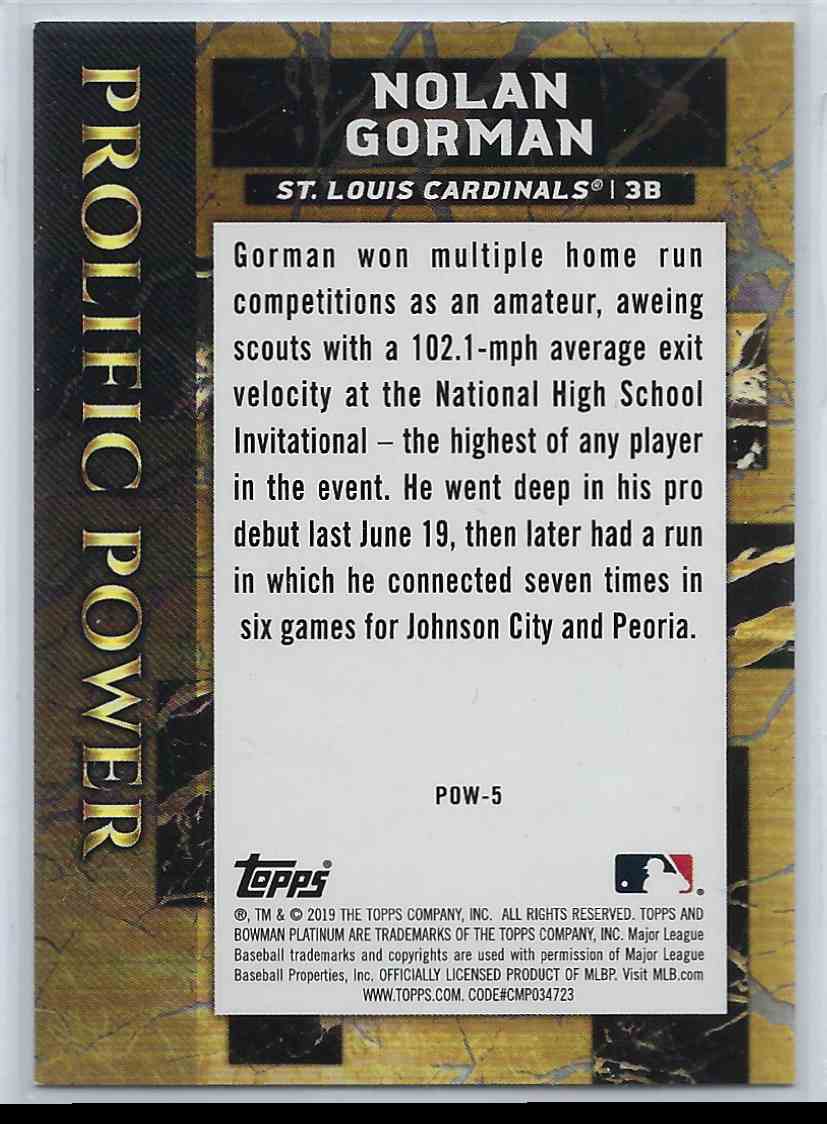 PROLIFIC POWER
NOLAN
GORMAN
ST. LOUIS CARDINALS® | 3B
Gorman won multiple home run
competitions as an amateur, aweing
scouts with a 102.1-mph average exit
velocity at the National High School
Invitational – the highest of any player
in the event. He went deep in his pro
debut last June 19, then later had a run
in which he connected seven times in
six games for Johnson City and Peoria.
POW-5
topps
®, TM & © 2019 THE TOPPS COMPANY, INC. ALL RIGHTS RESERVED. TOPPS AND
BOWMAN PLATINUM ARE TRADEMARKS OF THE TOPPS COMPANY, INC. Major League
Baseball trademarks and copyrights are used with permission of Major League
Baseball Properties, Inc. OFFICIALLY LICENSED PRODUCT OF MLBP. Visit MLB.com
WWW.TOPPS.COM. CODE#CMP034723